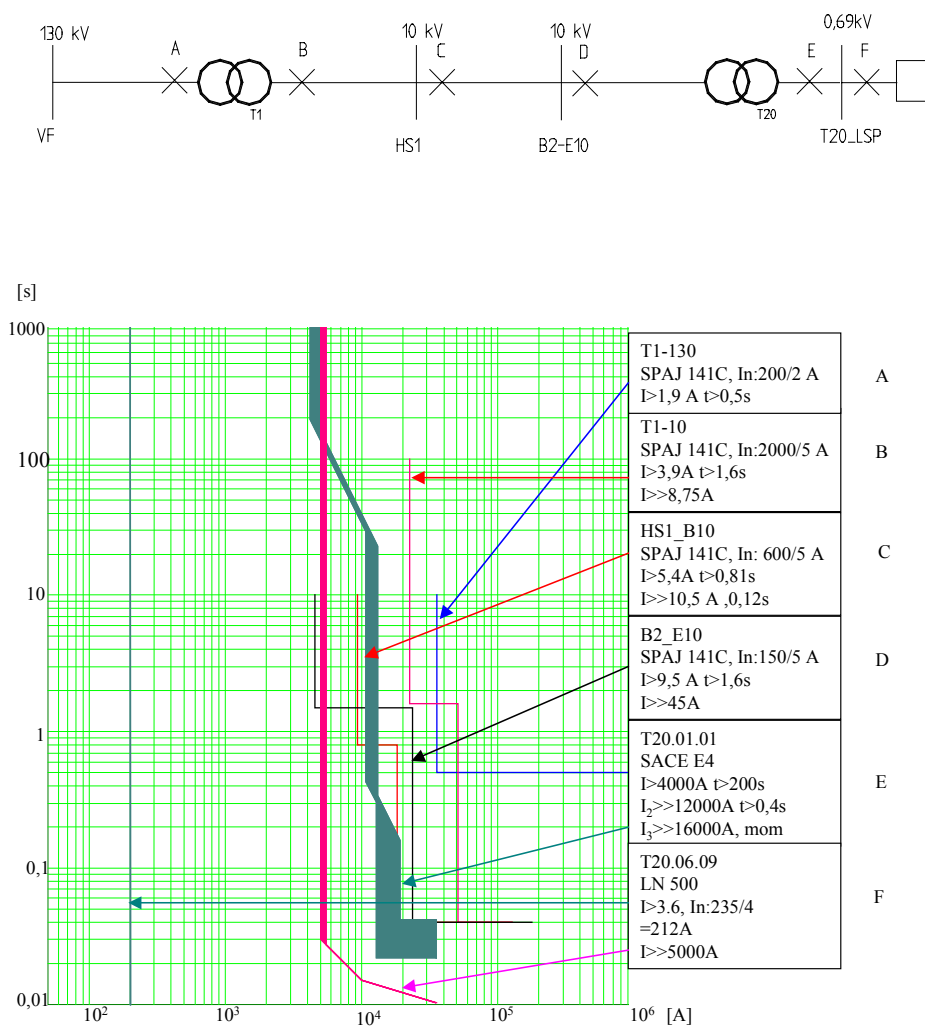 130 kV
10 kV
10 kV
0,69kV
A
B
C
D
E
F
T1
T20
VF
HS1
B2-E10
T20_LSP
[s]
1000
100
10
1
0,1
0,01
10²
10³
10⁴
10⁵
10⁶
[A]
T1-130
SPAJ 141C, In:200/2 A
I>1,9 A t>0,5s
A
T1-10
SPAJ 141C, In:2000/5 A
I>3,9A t>1,6s
I>>8,75A
B
HS1_B10
SPAJ 141C, In: 600/5 A
I>5,4A t>0,81s
I>>10,5 A ,0,12s
C
B2_E10
SPAJ 141C, In:150/5 A
I>9,5 A t>1,6s
I>>45A
D
T20.01.01
SACE E4
I>4000A t>200s
I₂>>12000A t>0,4s
I₃>>16000A, mom
E
T20.06.09
LN 500
I>3.6, In:235/4
=212A
I>>5000A
F